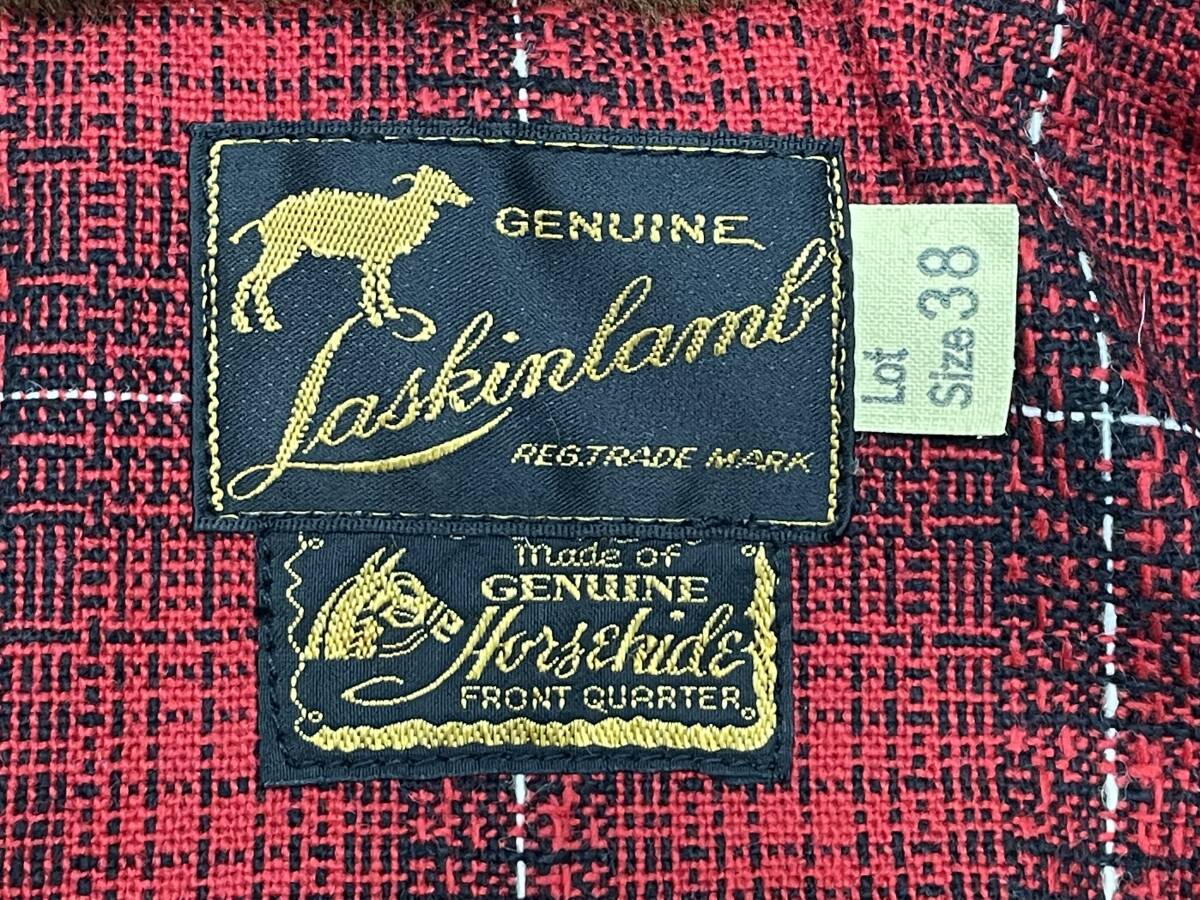 GENUINE
Laskinlamb
REG. TRADE MARK
Lot
Size 38
Made of
GENUINE
Horsehide
FRONT QUARTER